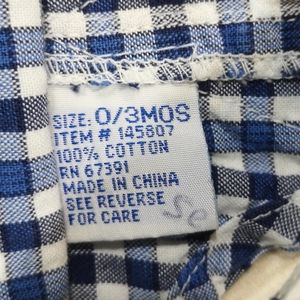 SIZE: 0/3MOS
ITEM # 145807
100% COTTON
RN 67391
MADE IN CHINA
SEE REVERSE
FOR CARE